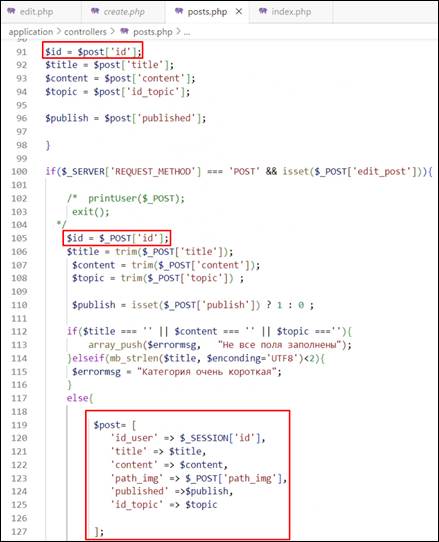 edit.php
create.php
posts.php
index.php
application > controllers > posts.php > ...
90
91 $id = $post['id'];
92 $title = $post['title'];
93 $content = $post['content'];
94 $topic = $post['id_topic'];
95
96 $publish = $post['published'];
97
98 }
99
100 if($_SERVER['REQUEST_METHOD'] === 'POST' && isset($_POST['edit_post'])){
101
102 /* printUser($_POST);
103 exit();
104 */
105 $id = $_POST['id'];
106 $title = trim($_POST['title']);
107 $content = trim($_POST['content']);
108 $topic = trim($_POST['topic']) ;
109
110 $publish = isset($_POST['publish']) ? 1 : 0 ;
111
112 if($title === '' || $content === '' || $topic ===''){
113 array_push($errormsg, "Не все поля заполнены");
114 }elseif(mb_strlen($title, $enconding='UTF8')<2){
115 $errormsg = "Категория очень короткая";
116 }
117 else{
118
119 $post= [
120 'id_user' => $_SESSION['id'],
121 'title' => $title,
122 'content' => $content,
123 'path_img' => $_POST['path_img'],
124 'published' =>$publish,
125 'id_topic' => $topic
126
127 ];